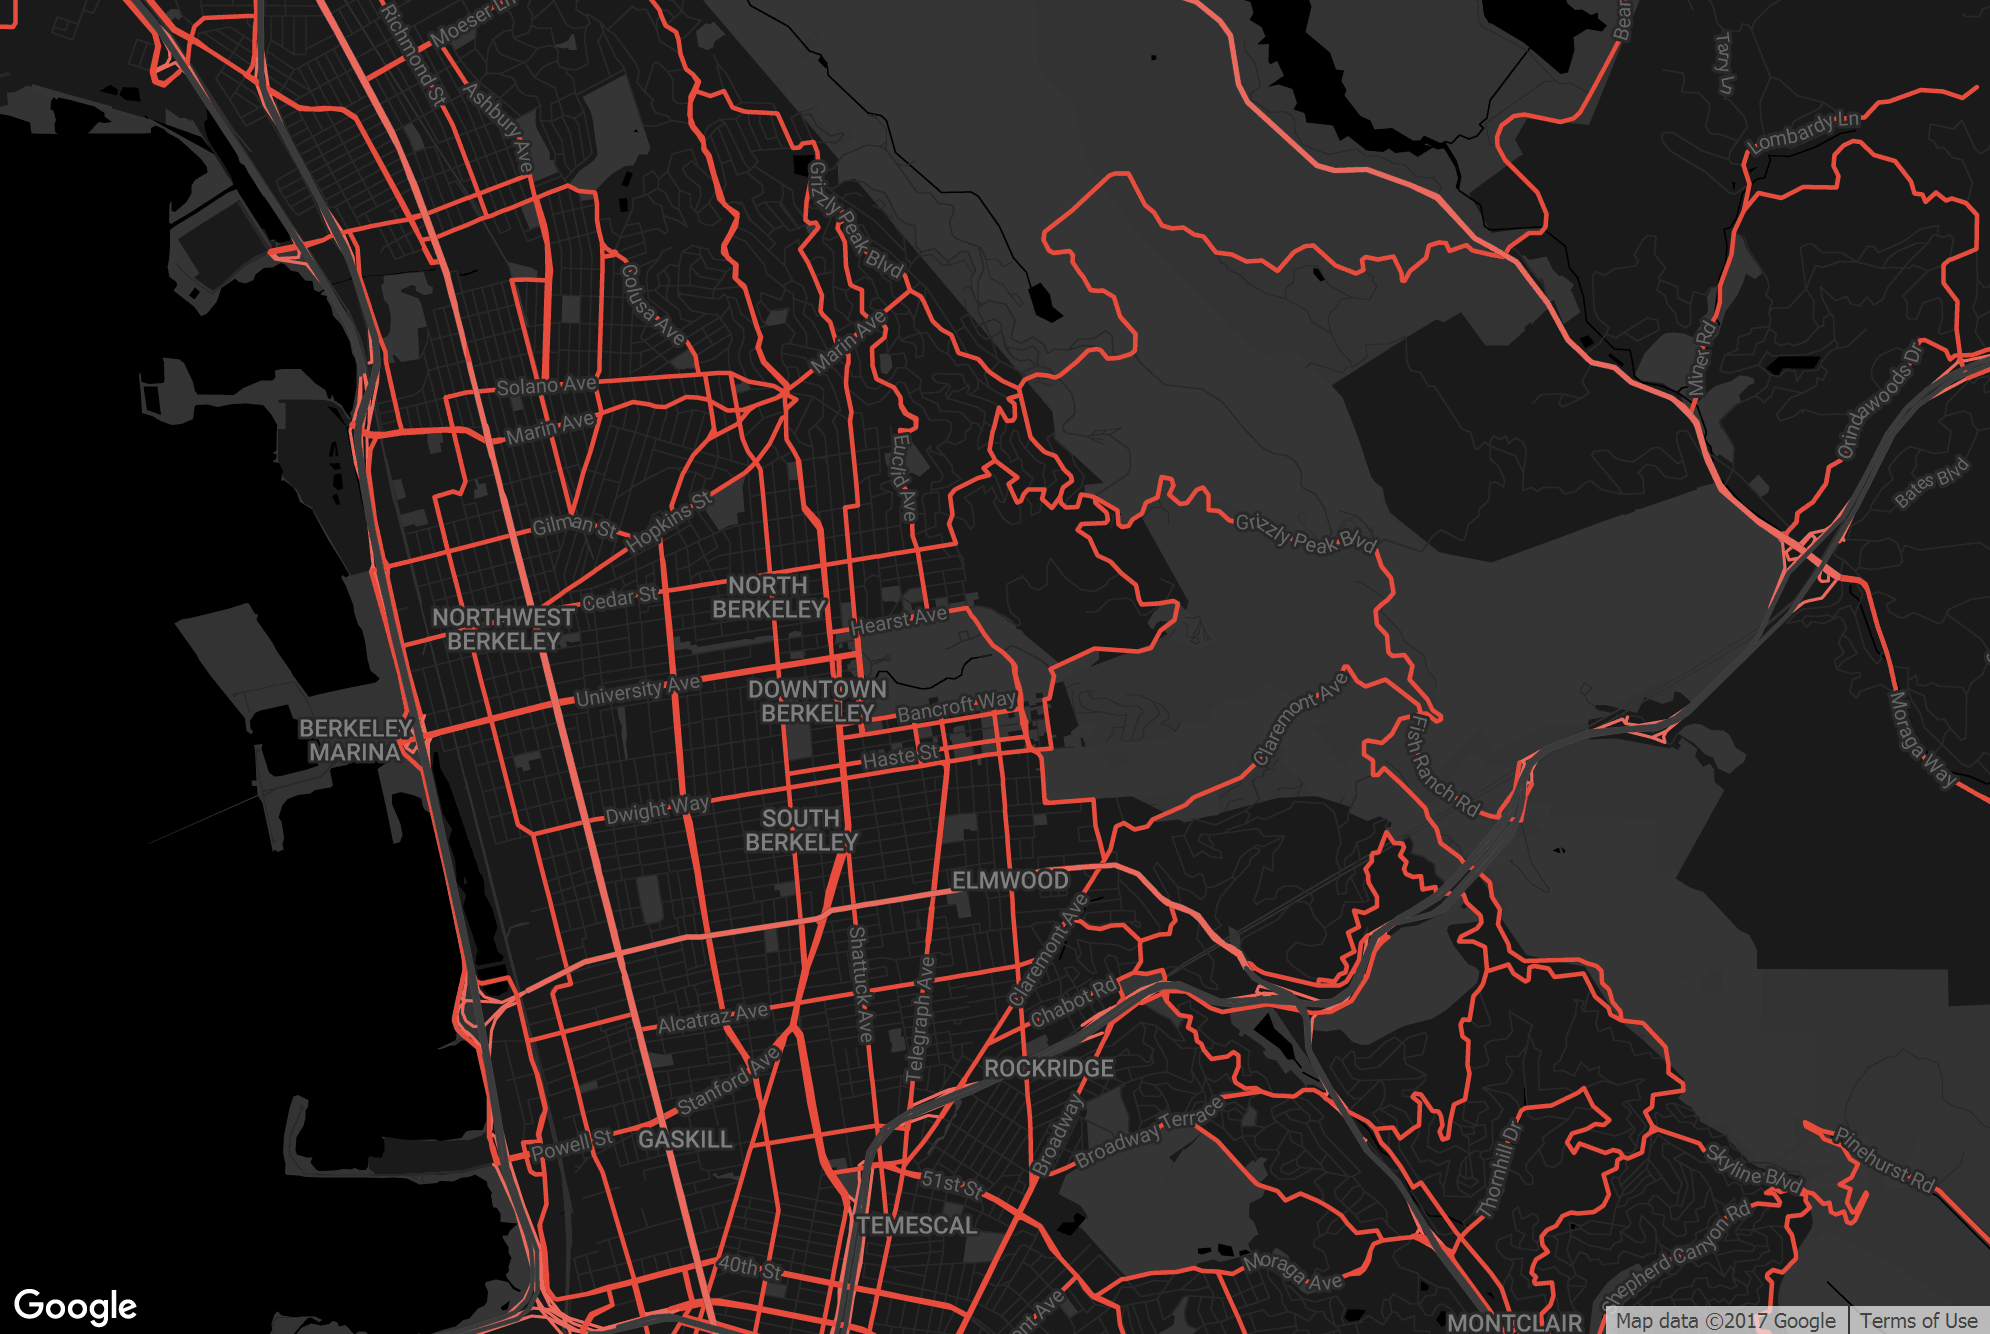 Moeser Ln
Richmond St
Ashbury Ave
Bear
Tarry Ln
Lombardy Ln
Grizzly Peak Blvd
Colusa Ave
Marin Ave
Solano Ave
Marin Ave
Miner Rd
Orindawoods Dr
Bates Blvd
Euclid Ave
Gilman St
Hopkins St
Grizzly Peak Blvd
NORTH
BERKELEY
Cedar St
NORTHWEST
BERKELEY
Hearst Ave
University Ave
DOWNTOWN
BERKELEY
Bancroft Way
Claremont Ave
Moraga Way
BERKELEY
MARINA
Haste St
Fish Ranch Rd
Dwight Way
SOUTH
BERKELEY
ELMWOOD
Shattuck Ave
Telegraph Ave
Claremont Ave
Chabot Rd
Alcatraz Ave
ROCKRIDGE
Stanford Ave
Powell St
GASKILL
Broadway
Broadway Terrace
Thornhill Dr
Skyline Blvd
Pinehurst Rd
51st St
TEMESCAL
Shepherd Canyon Rd
40th St
Moraga Ave
nt Ave
MONTCLAIR
Google
Map data ©2017 Google
Terms of Use